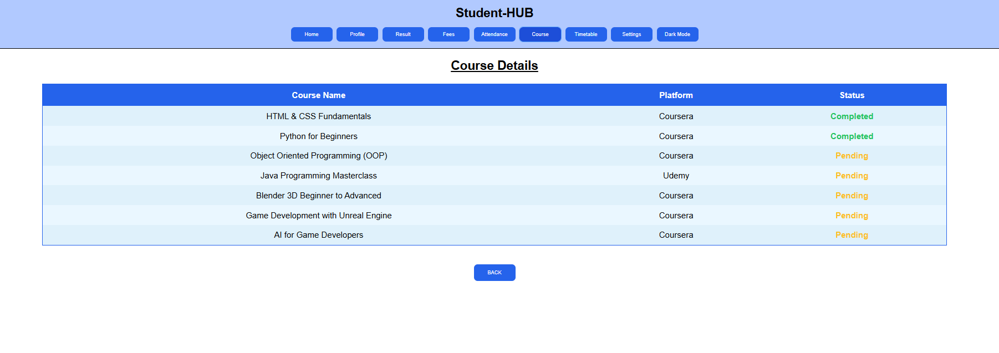 Student-HUB
Home Profile Result Fees Attendance Course Timetable Settings Dark Mode
Course Details
Course Name Platform Status
HTML & CSS Fundamentals Coursera Completed
Python for Beginners Coursera Completed
Object Oriented Programming (OOP) Coursera Pending
Java Programming Masterclass Udemy Pending
Blender 3D Beginner to Advanced Coursera Pending
Game Development with Unreal Engine Coursera Pending
AI for Game Developers Coursera Pending
BACK